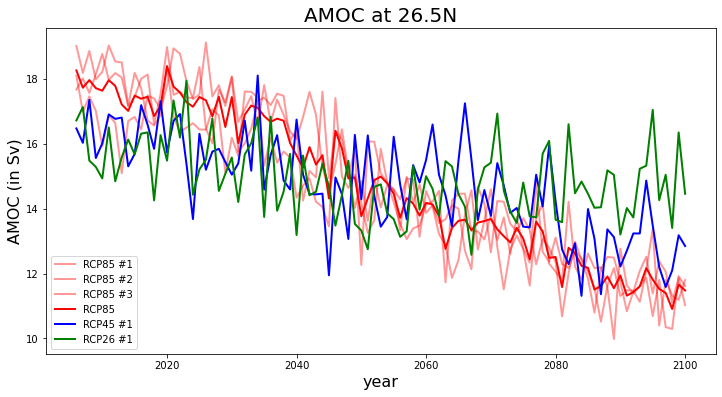 AMOC at 26.5N
AMOC (in Sv)
18
16
14
12
10
RCP85 #1
RCP85 #2
RCP85 #3
RCP85
RCP45 #1
RCP26 #1
2020
2040
2060
2080
2100
year